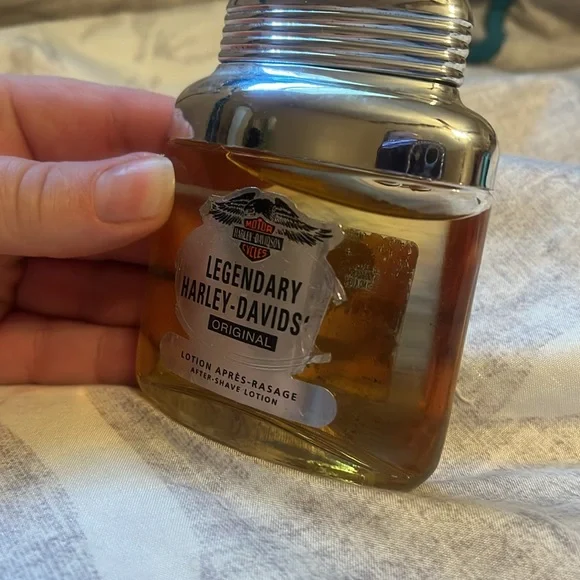 MOTOR
HARLEY-DAVIDSON
CYCLES
LEGENDARY
HARLEY-DAVIDS
ORIGINAL
LOTION APRÈS-RASAGE
AFTER-SHAVE LOTION